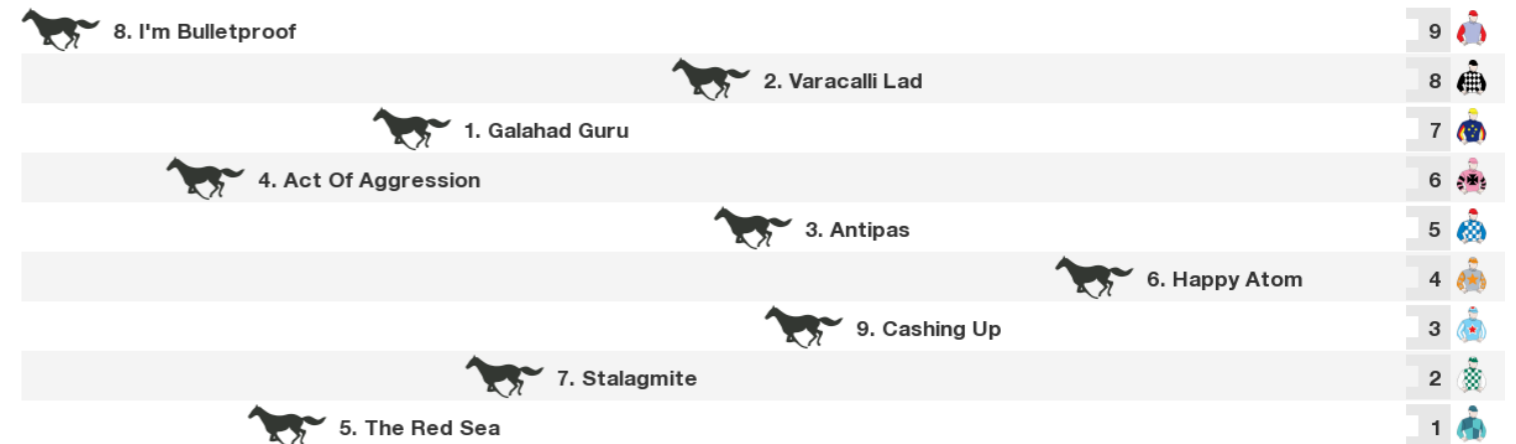 8. I'm Bulletproof 9
2. Varacalli Lad 8
1. Galahad Guru 7
4. Act Of Aggression 6
3. Antipas 5
6. Happy Atom 4
9. Cashing Up 3
7. Stalagmite 2
5. The Red Sea 1